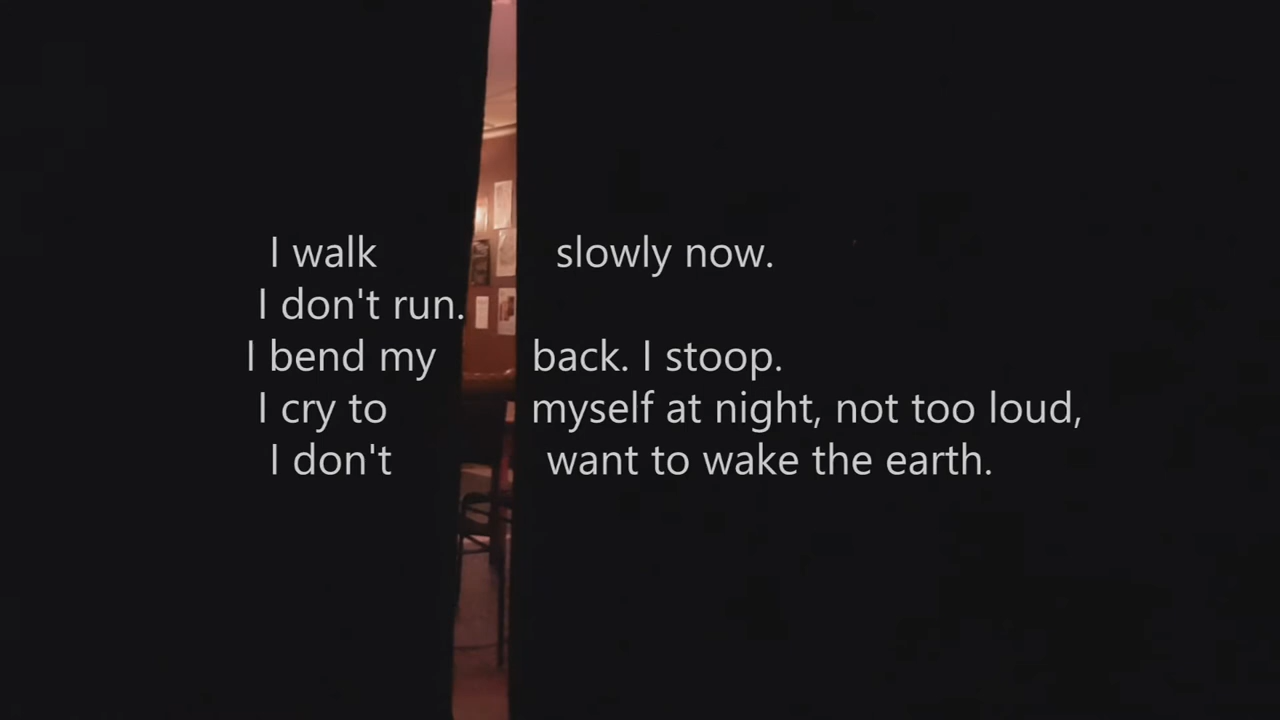 I walk slowly now.
I don't run.
I bend my back. I stoop.
I cry to myself at night, not too loud,
I don't want to wake the earth.